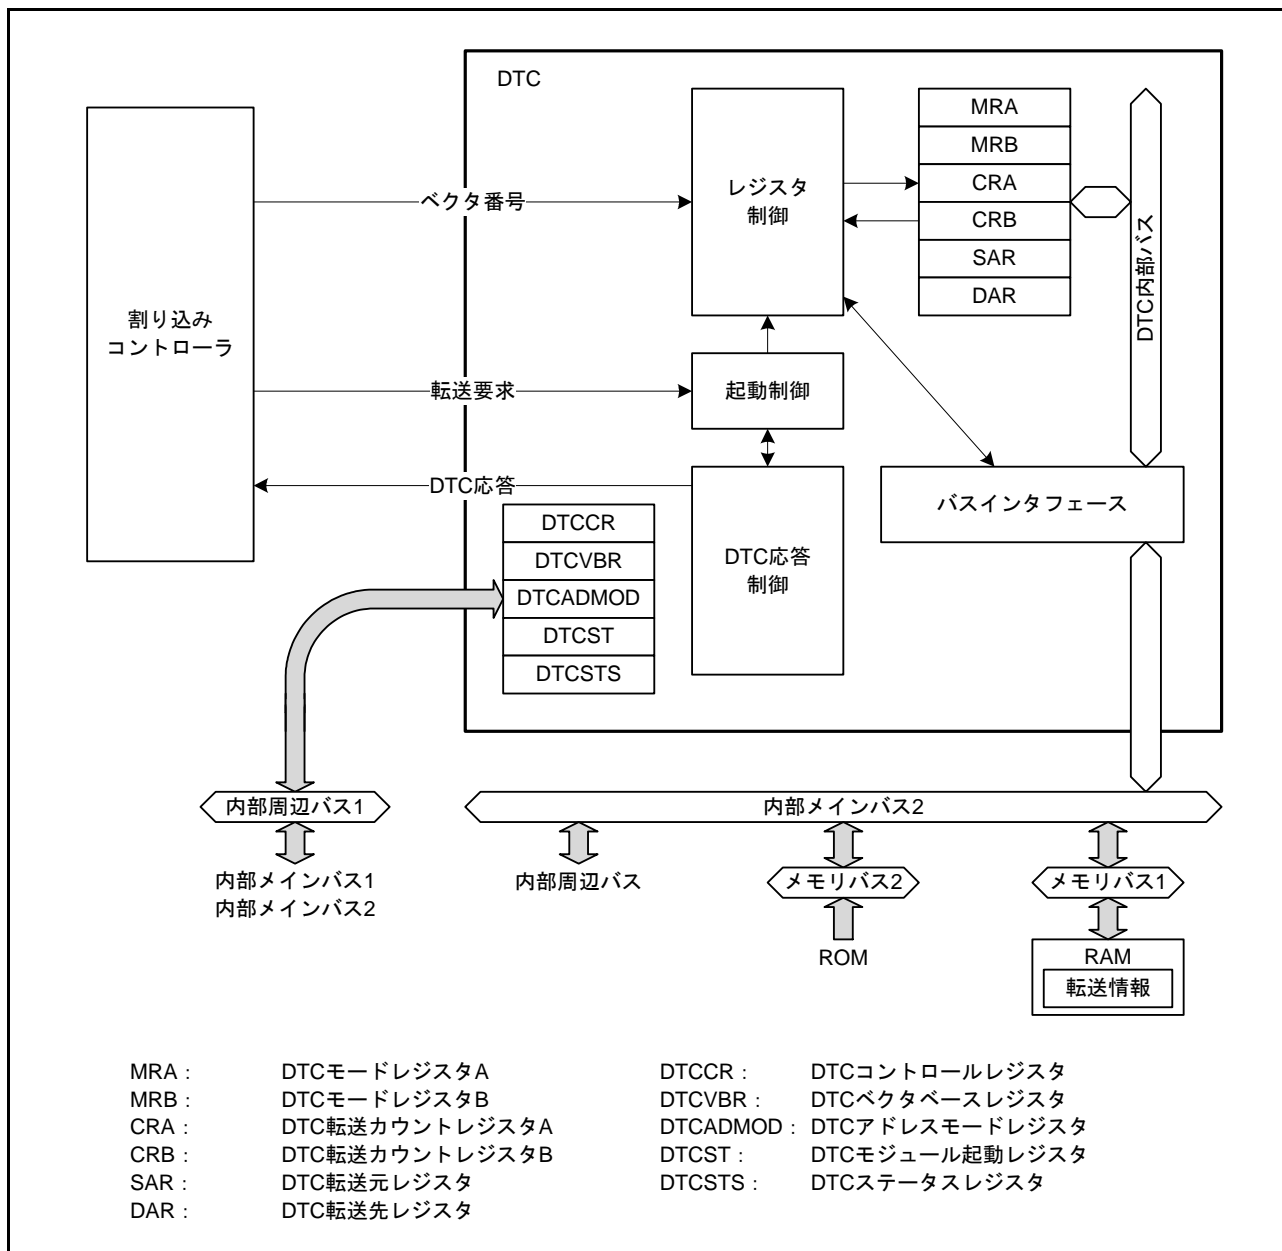 DTC
MRA
MRB
CRA
CRB
SAR
DAR
レジスタ
制御
ベクタ番号
DTC内部バス
割り込み
コントローラ
転送要求
起動制御
DTC応答
バスインタフェース
DTCCR
DTCVBR
DTCADMOD
DTCST
DTCSTS
DTC応答
制御
内部周辺バス1
内部メインバス2
内部メインバス1
内部メインバス2
内部周辺バス
メモリバス2
メモリバス1
ROM
RAM
転送情報
MRA： DTCモードレジスタA
MRB： DTCモードレジスタB
CRA： DTC転送カウントレジスタA
CRB： DTC転送カウントレジスタB
SAR： DTC転送元レジスタ
DAR： DTC転送先レジスタ
DTCCR： DTCコントロールレジスタ
DTCVBR： DTCベクタベースレジスタ
DTCADMOD： DTCアドレスモードレジスタ
DTCST： DTCモジュール起動レジスタ
DTCSTS： DTCステータスレジスタ